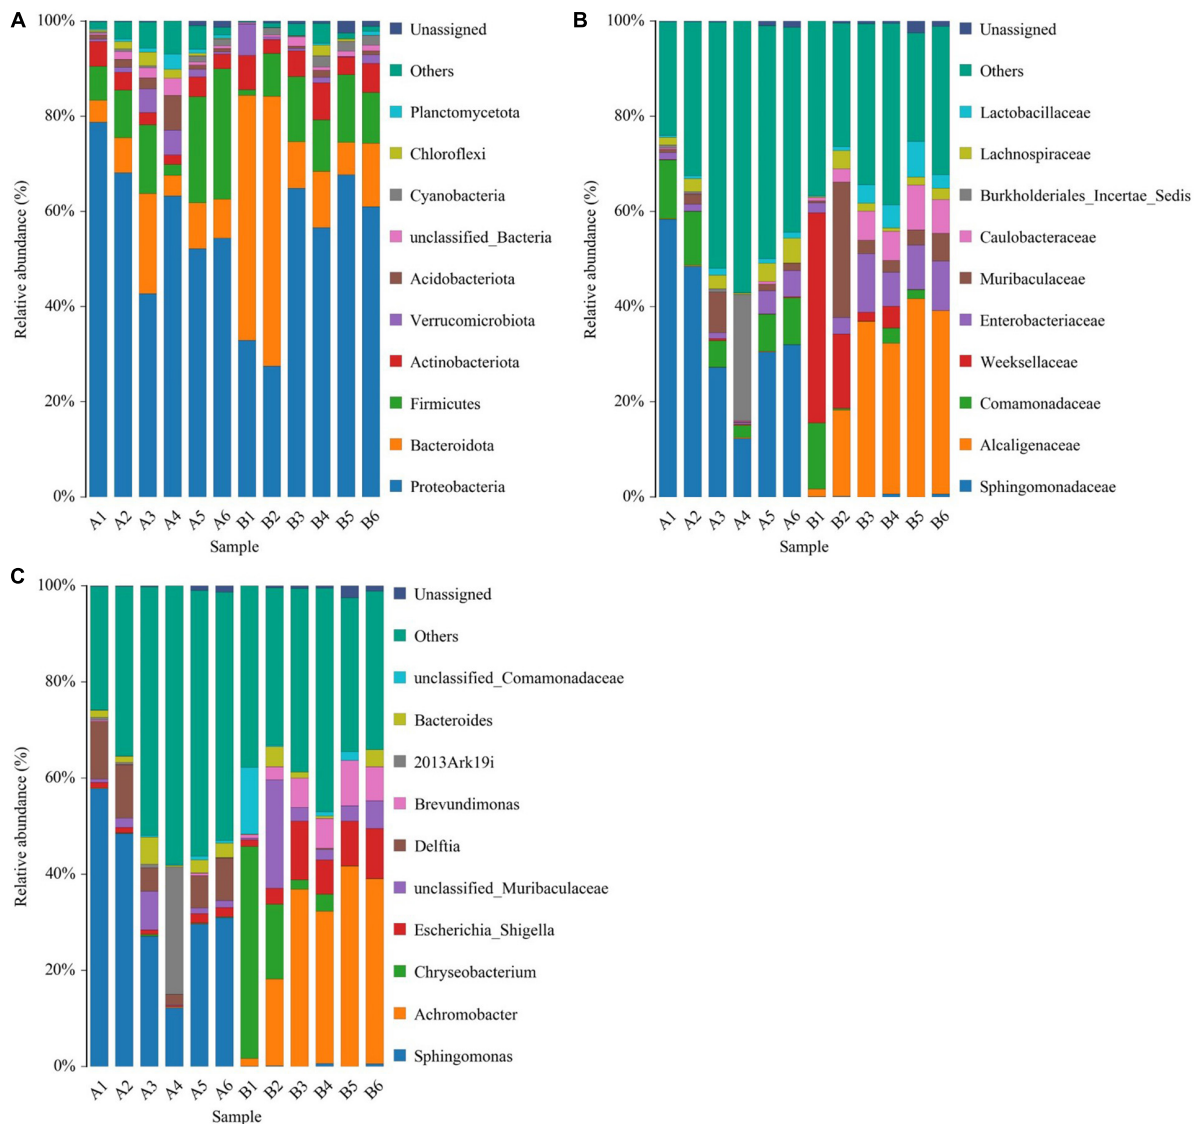 A
100%
80%
60%
40%
20%
0%
Relative abundance (%)
A1 A2 A3 A4 A5 A6 B1 B2 B3 B4 B5 B6
Sample
Unassigned
Others
Planctomycetota
Chloroflexi
Cyanobacteria
unclassified_Bacteria
Acidobacteriota
Verrucomicrobiota
Actinobacteriota
Firmicutes
Bacteroidota
Proteobacteria
B
100%
80%
60%
40%
20%
0%
Relative abundance (%)
A1 A2 A3 A4 A5 A6 B1 B2 B3 B4 B5 B6
Sample
Unassigned
Others
Lactobacillaceae
Lachnospiraceae
Burkholderiales_Incertae_Sedis
Caulobacteraceae
Muribaculaceae
Enterobacteriaceae
Weeksellaceae
Comamonadaceae
Alcaligenaceae
Sphingomonadaceae
C
100%
80%
60%
40%
20%
0%
Relative abundance (%)
A1 A2 A3 A4 A5 A6 B1 B2 B3 B4 B5 B6
Sample
Unassigned
Others
unclassified_Comamonadaceae
Bacteroides
2013Ark19i
Brevundimonas
Delftia
unclassified_Muribaculaceae
Escherichia_Shigella
Chryseobacterium
Achromobacter
Sphingomonas